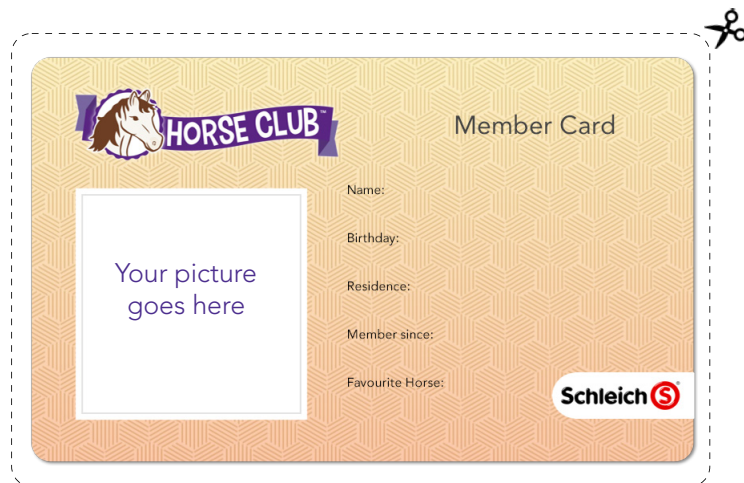 HORSE CLUB™
Member Card
Name:
Birthday:
Your picture
goes here
Residence:
Member since:
Favourite Horse:
Schleich S